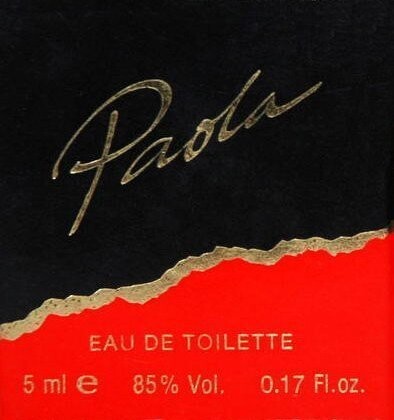 Paola
EAU DE TOILETTE
5 ml ℮ 85% Vol. 0.17 Fl.oz.